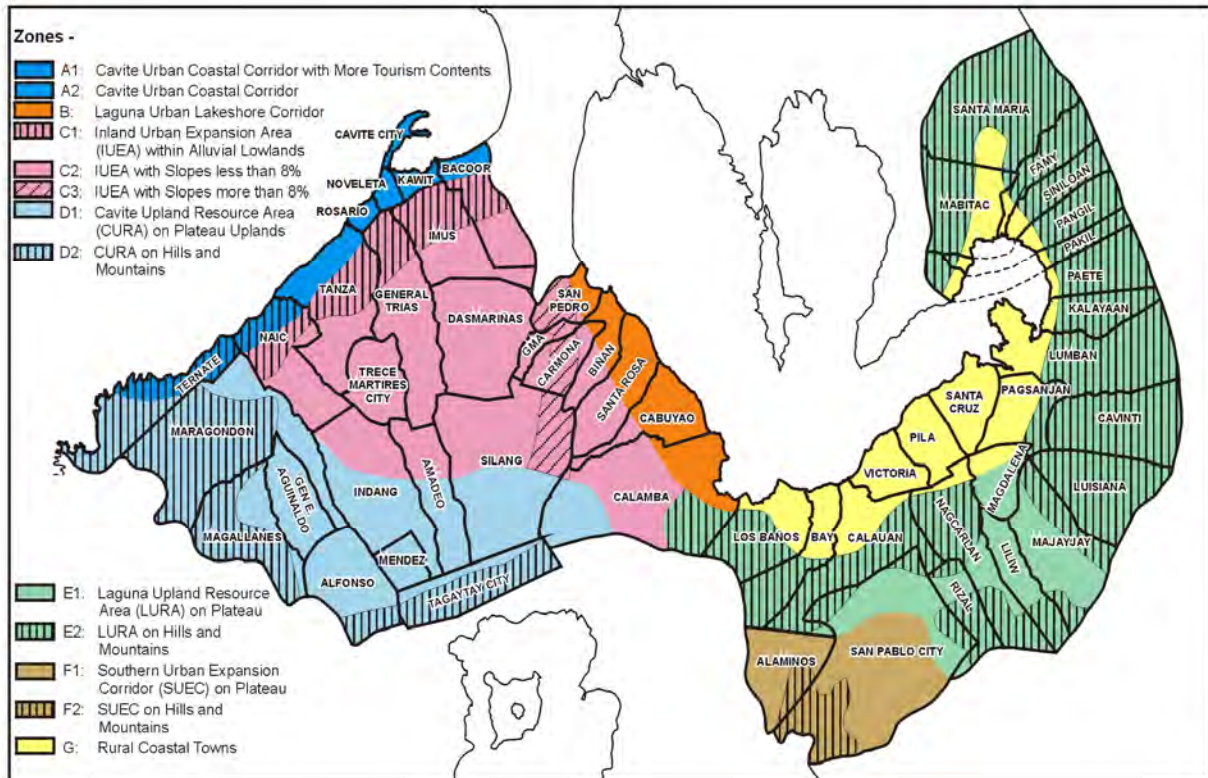 Zones -
A1: Cavite Urban Coastal Corridor with More Tourism Contents
A2: Cavite Urban Coastal Corridor
B: Laguna Urban Lakeshore Corridor
C1: Inland Urban Expansion Area
(IUEA) within Alluvial Lowlands
C2: IUEA with Slopes less than 8%
C3: IUEA with Slopes more than 8%
D1: Cavite Upland Resource Area
(CURA) on Plateau Uplands
D2: CURA on Hills and
Mountains
CAVITE CITY
BACOOR
KAWIT
NOVELETA
ROSARIO
IMUS
TANZA
GENERAL
TRIAS
NAIC
TERNATE
DASMARIÑAS
SAN
PEDRO
GMA
CARMONA
BIÑAN
SANTA ROSA
CABUYAO
TRECE
MARTIRES
CITY
MARAGONDON
SILANG
AMADEO
INDANG
GEN E.
AGUINALDO
MAGALLANES
ALFONSO
MENDEZ
TAGAYTAY CITY
CALAMBA
SANTA MARIA
FAMY
SINILOAN
MABITAC
PANGIL
PAKIL
PAETE
KALAYAAN
LUMBAN
PAGSANJAN
SANTA
CRUZ
CAVINTI
PILA
VICTORIA
MAGDALENA
LUISIANA
LOS BAÑOS
BAY
CALAUAN
NAGCARLAN
LILIW
MAJAYJAY
RIZAL
SAN PABLO CITY
ALAMINOS
E1: Laguna Upland Resource
Area (LURA) on Plateau
E2: LURA on Hills and
Mountains
F1: Southern Urban Expansion
Corridor (SUEC) on Plateau
F2: SUEC on Hills and
Mountains
G: Rural Coastal Towns